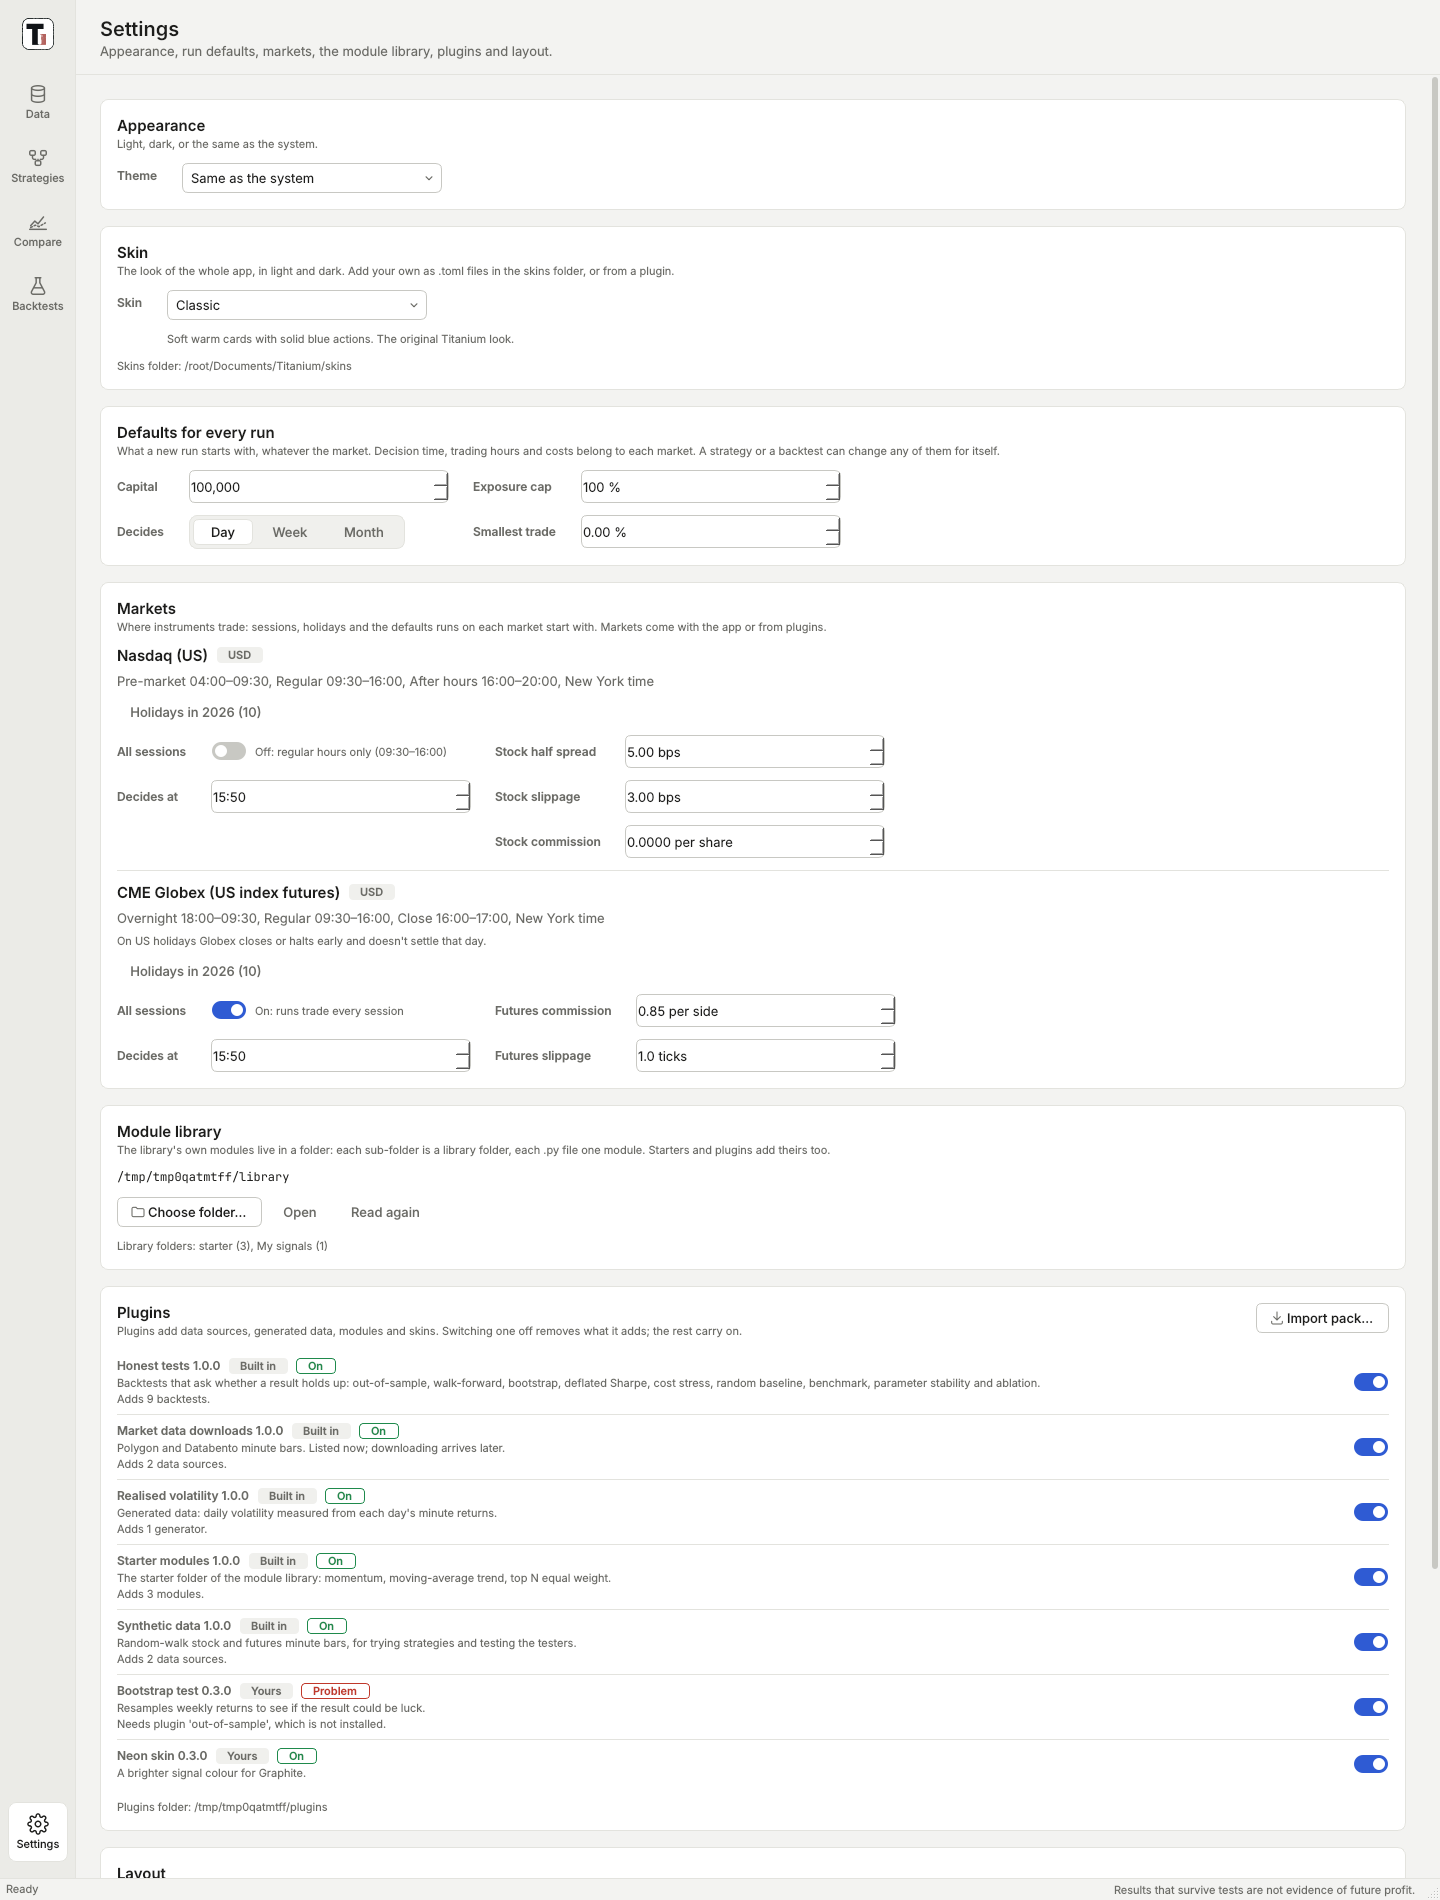 Ti
Settings
Appearance, run defaults, markets, the module library, plugins and layout.
Data
Strategies
Compare
Backtests
Appearance
Light, dark, or the same as the system.
Theme Same as the system
Skin
The look of the whole app, in light and dark. Add your own as .toml files in the skins folder, or from a plugin.
Skin Classic
Soft warm cards with solid blue actions. The original Titanium look.
Skins folder: /root/Documents/Titanium/skins
Defaults for every run
What a new run starts with, whatever the market. Decision time, trading hours and costs belong to each market. A strategy or a backtest can change any of them for itself.
Capital 100,000 Exposure cap 100 %
Decides Day Week Month Smallest trade 0.00 %
Markets
Where instruments trade: sessions, holidays and the defaults runs on each market start with. Markets come with the app or from plugins.
Nasdaq (US) USD
Pre-market 04:00–09:30, Regular 09:30–16:00, After hours 16:00–20:00, New York time
Holidays in 2026 (10)
All sessions Off: regular hours only (09:30–16:00) Stock half spread 5.00 bps
Decides at 15:50 Stock slippage 3.00 bps
Stock commission 0.0000 per share
CME Globex (US index futures) USD
Overnight 18:00–09:30, Regular 09:30–16:00, Close 16:00–17:00, New York time
On US holidays Globex closes or halts early and doesn't settle that day.
Holidays in 2026 (10)
All sessions On: runs trade every session Futures commission 0.85 per side
Decides at 15:50 Futures slippage 1.0 ticks
Module library
The library's own modules live in a folder: each sub-folder is a library folder, each .py file one module. Starters and plugins add theirs too.
/tmp/tmp0qatmtff/library
Choose folder... Open Read again
Library folders: starter (3), My signals (1)
Plugins
Plugins add data sources, generated data, modules and skins. Switching one off removes what it adds; the rest carry on.
Import pack...
Honest tests 1.0.0 Built in On
Backtests that ask whether a result holds up: out-of-sample, walk-forward, bootstrap, deflated Sharpe, cost stress, random baseline, benchmark, parameter stability and ablation.
Adds 9 backtests.
Market data downloads 1.0.0 Built in On
Polygon and Databento minute bars. Listed now; downloading arrives later.
Adds 2 data sources.
Realised volatility 1.0.0 Built in On
Generated data: daily volatility measured from each day's minute returns.
Adds 1 generator.
Starter modules 1.0.0 Built in On
The starter folder of the module library: momentum, moving-average trend, top N equal weight.
Adds 3 modules.
Synthetic data 1.0.0 Built in On
Random-walk stock and futures minute bars, for trying strategies and testing the testers.
Adds 2 data sources.
Bootstrap test 0.3.0 Yours Problem
Resamples weekly returns to see if the result could be luck.
Needs plugin 'out-of-sample', which is not installed.
Neon skin 0.3.0 Yours On
A brighter signal colour for Graphite.
Plugins folder: /tmp/tmp0qatmtff/plugins
Layout
Settings
Ready
Results that survive tests are not evidence of future profit.